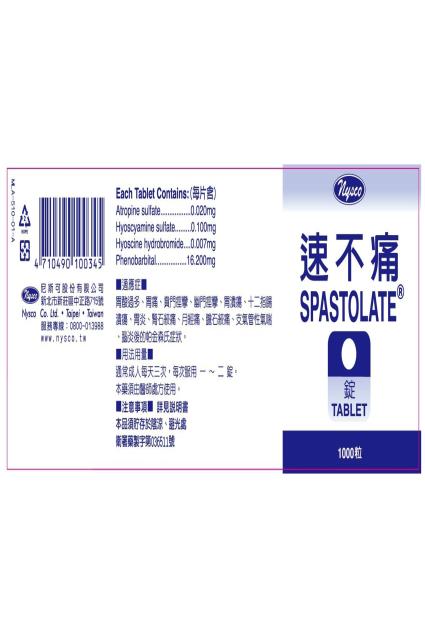 MLA-S10-01-A
4 710490 100345
Nysco
尼斯可股份有限公司
新北市新莊區中正路715號
Nysco Co. Ltd. • Taipei • Taiwan
服務專線：0800-013988
www.nysco.tw
Each Tablet Contains:(每片含)
Atropine sulfate...............0.020mg
Hyoscyamine sulfate........0.100mg
Hyoscine hydrobromide....0.007mg
Phenobarbital................16.200mg
■適應症■
胃酸過多、胃痛、賁門痙攣、幽門痙攣、胃潰瘍、十二指腸
潰瘍、胃炎、腎石疝痛、月經痛、膽石疝痛、支氣管性氣喘
、腦炎後的帕金森氏症狀。
■用法用量■
通常成人每天三次，每次服用 一 ～ 二 錠。
本藥須由醫師處方使用。
■注意事項■ 詳見說明書
本品須貯存於陰涼、避光處
衛署藥製字第036511號
Nysco
速不痛
SPASTOLATE®
錠
TABLET
1000粒